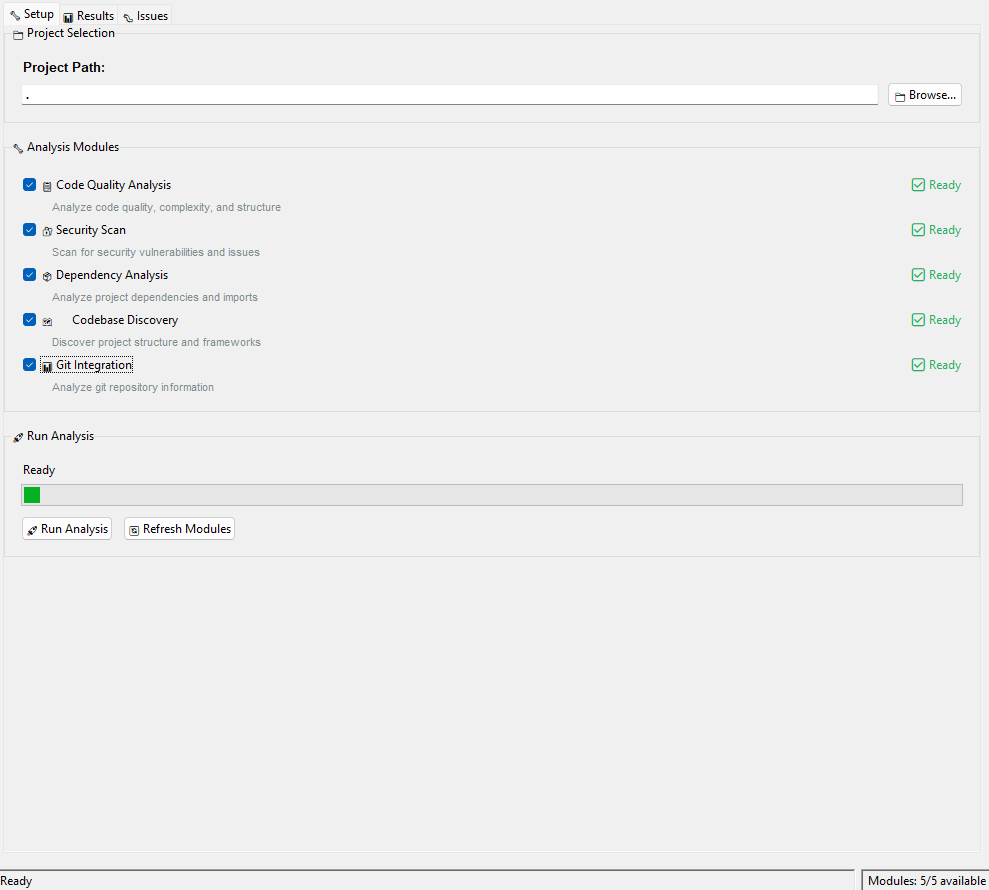 Setup Results Issues
Project Selection
Project Path:
. Browse...
Analysis Modules
Code Quality Analysis Ready
Analyze code quality, complexity, and structure
Security Scan Ready
Scan for security vulnerabilities and issues
Dependency Analysis Ready
Analyze project dependencies and imports
Codebase Discovery Ready
Discover project structure and frameworks
Git Integration Ready
Analyze git repository information
Run Analysis
Ready
Run Analysis Refresh Modules
Ready Modules: 5/5 available